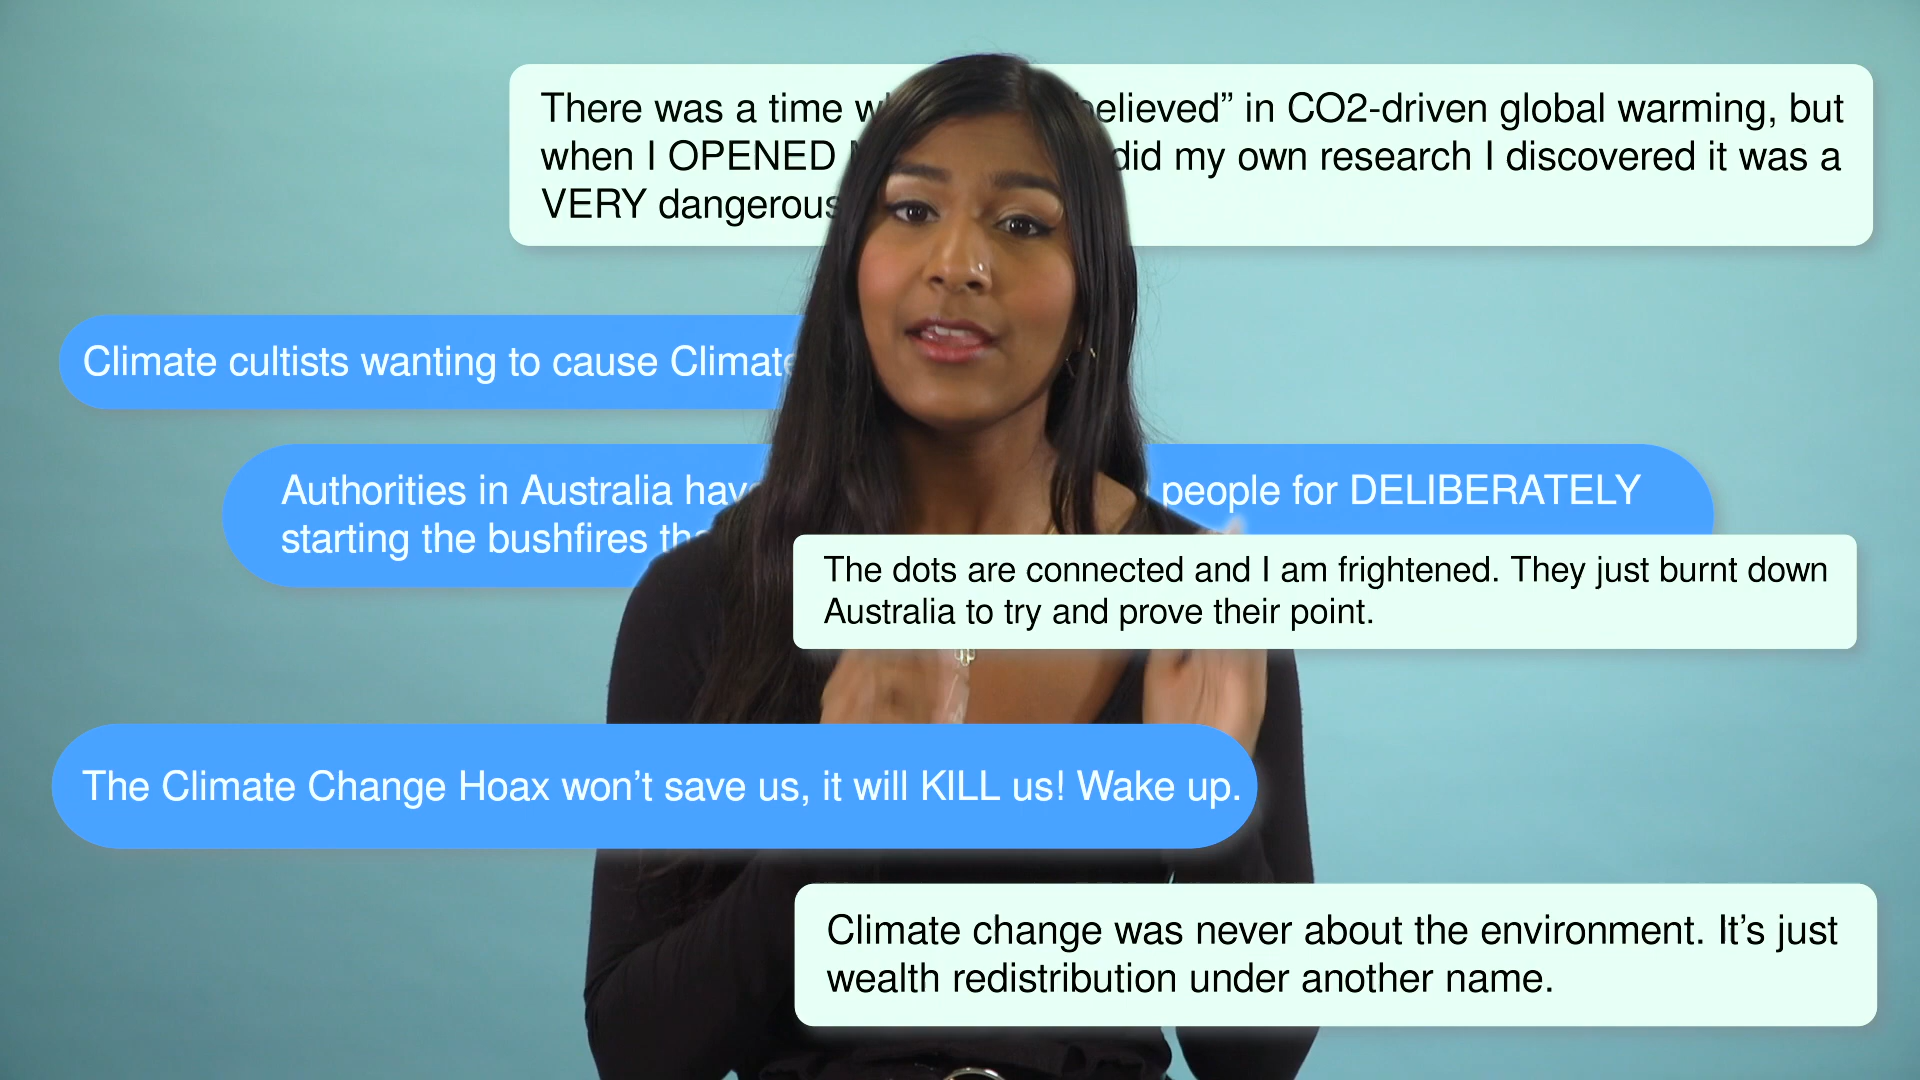 There was a time believed” in CO2-driven global warming, but
when I OPENED did my own research I discovered it was a
VERY dangerous
Climate cultists wanting to cause Climate
Authorities in Australia have people for DELIBERATELY
starting the bushfires
The dots are connected and I am frightened. They just burnt down
Australia to try and prove their point.
The Climate Change Hoax won’t save us, it will KILL us! Wake up.
Climate change was never about the environment. It’s just
wealth redistribution under another name.